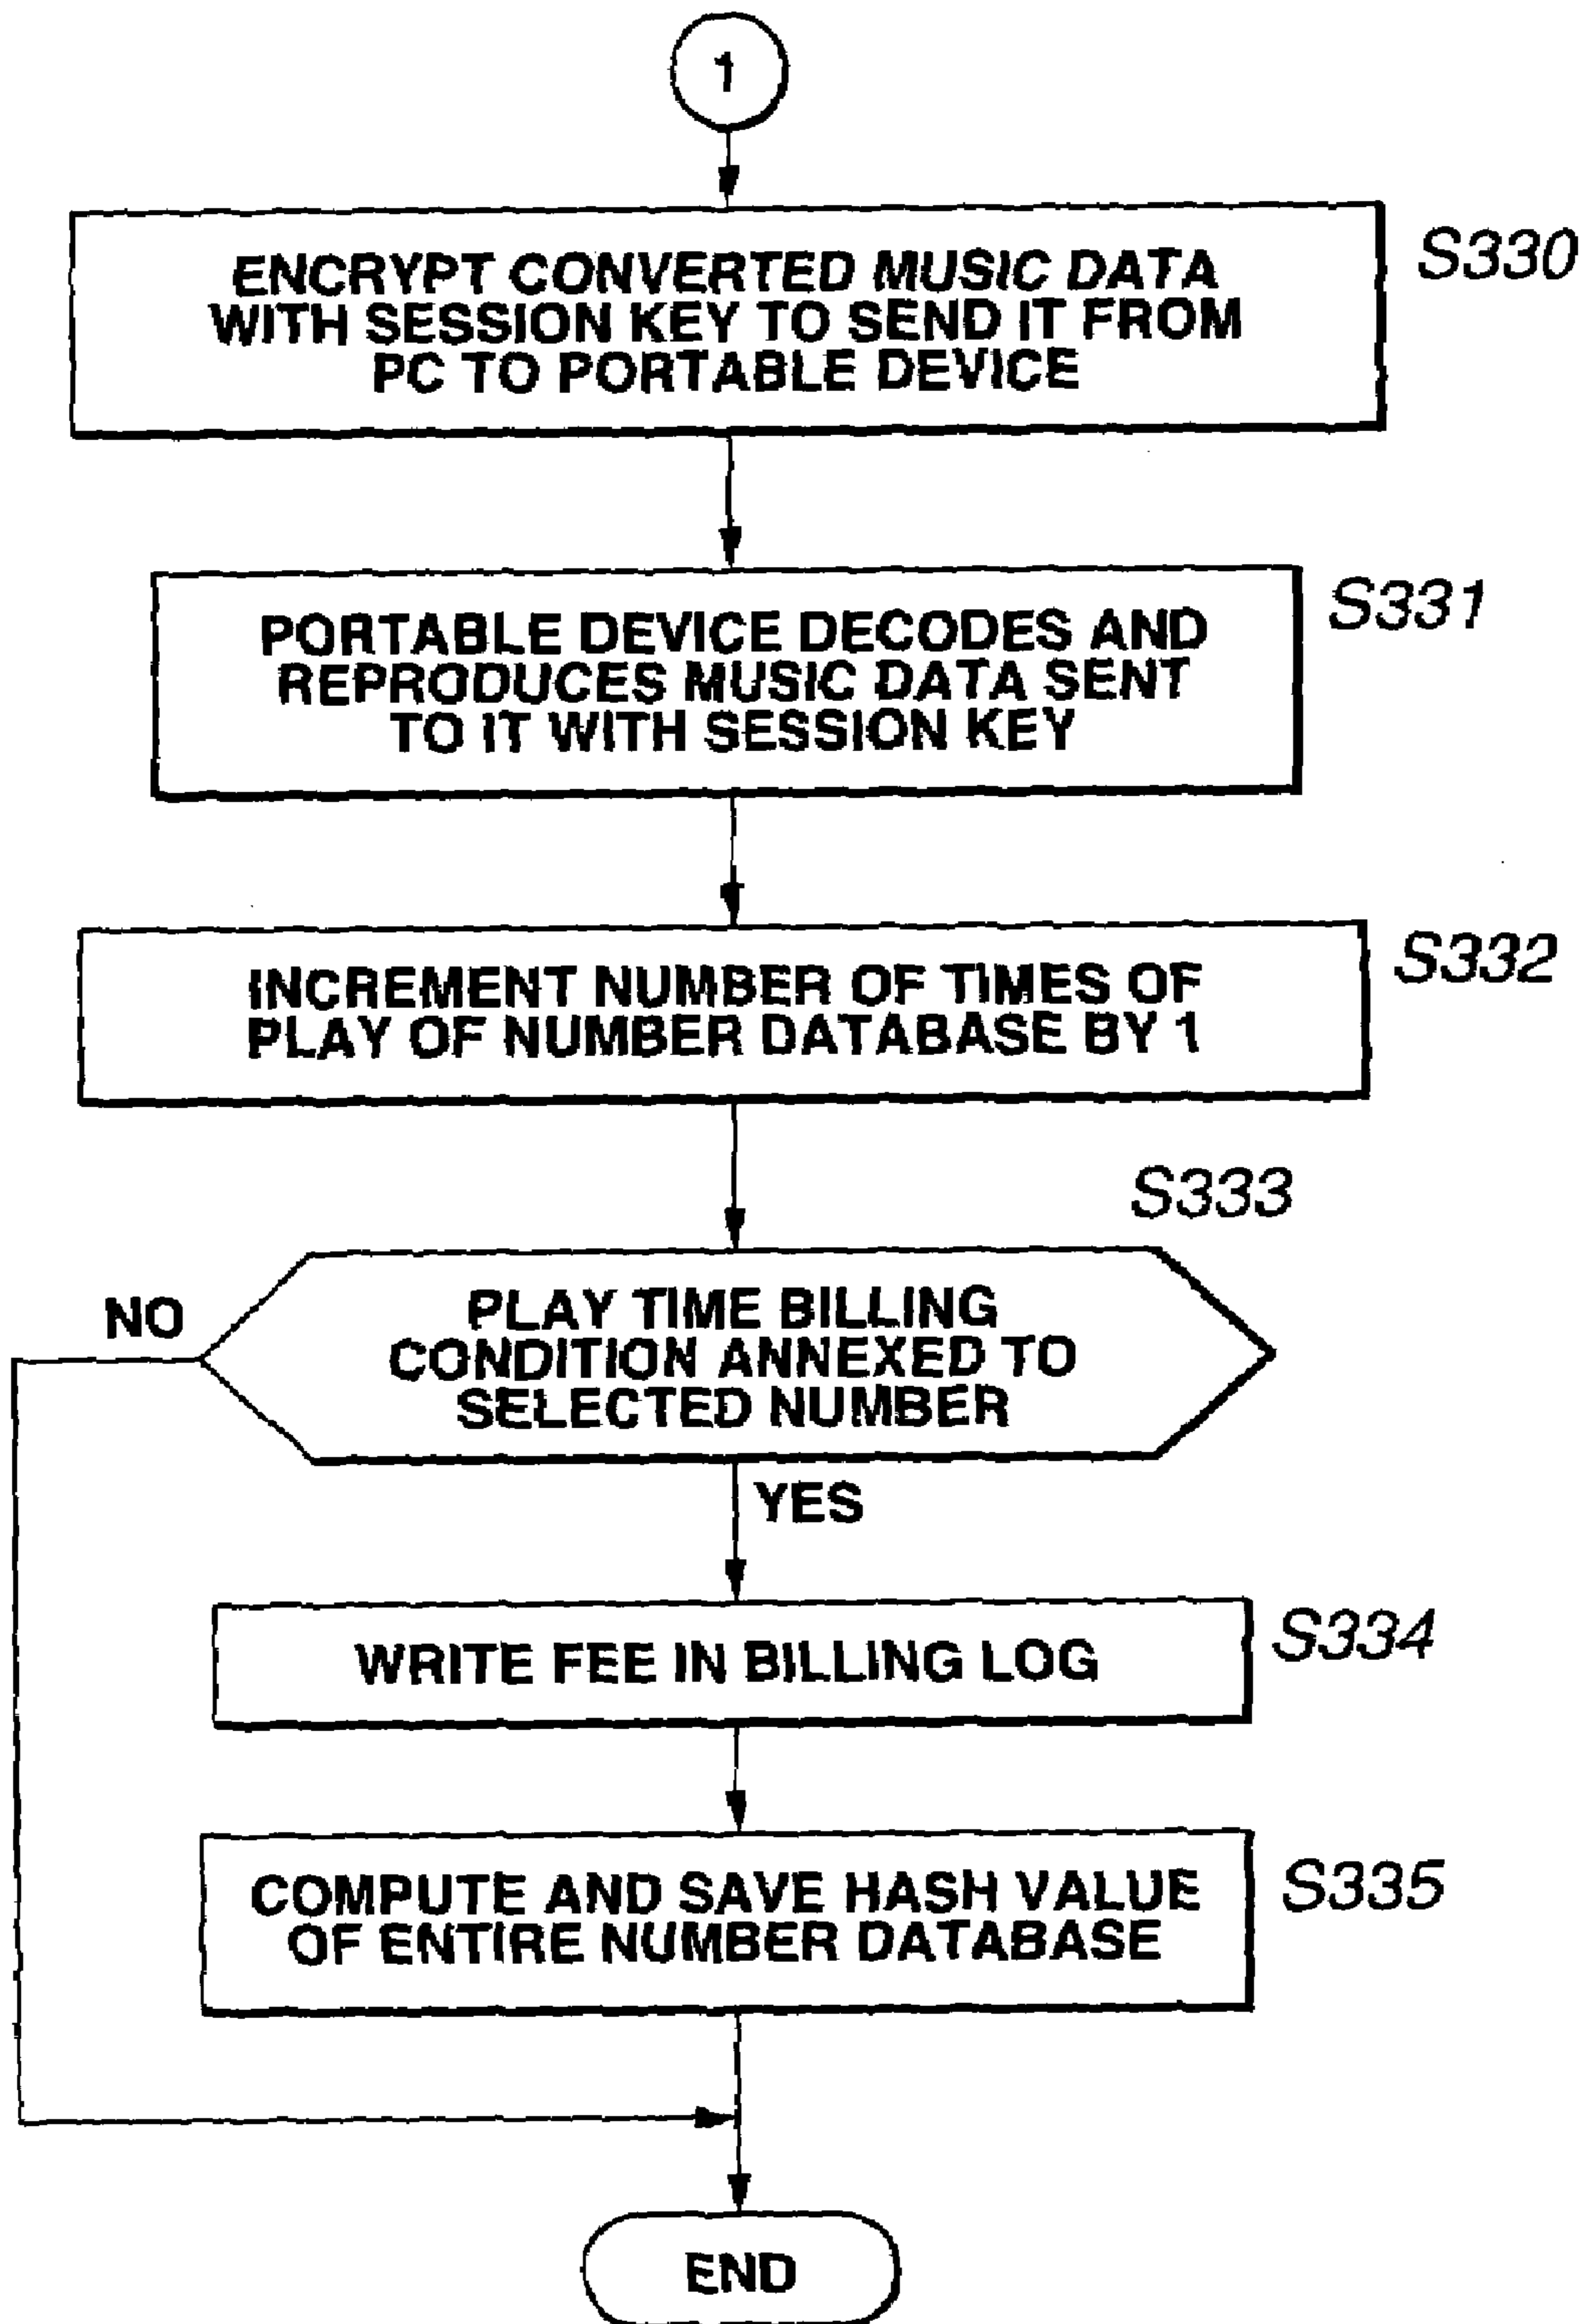 1
ENCRYPT CONVERTED MUSIC DATA
WITH SESSION KEY TO SEND IT FROM
PC TO PORTABLE DEVICE
S330
PORTABLE DEVICE DECODES AND
REPRODUCES MUSIC DATA SENT
TO IT WITH SESSION KEY
S331
INCREMENT NUMBER OF TIMES OF
PLAY OF NUMBER DATABASE BY 1
S332
S333
PLAY TIME BILLING
CONDITION ANNEXED TO
SELECTED NUMBER
NO
YES
WRITE FEE IN BILLING LOG
S334
COMPUTE AND SAVE HASH VALUE
OF ENTIRE NUMBER DATABASE
S335
END